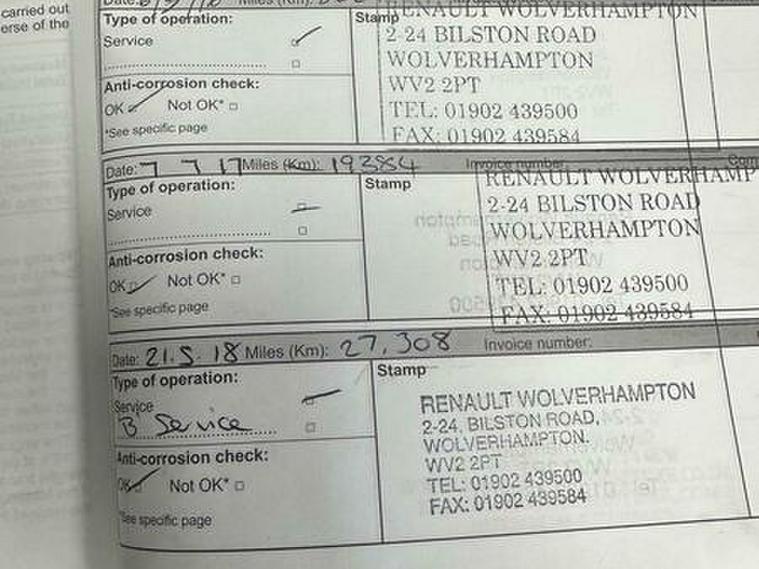 carried out
erse of the
Type of operation:
Service
Anti-corrosion check:
OK Not OK*
*See specific page
Stamp
RENAULT WOLVERHAMPTON
2-24 BILSTON ROAD
WOLVERHAMPTON
WV2 2PT
TEL: 01902 439500
FAX: 01902 439584
Date: 7 7 17 Miles (Km): Invoice number: Com
Type of operation:
Service
Anti-corrosion check:
OK Not OK*
*See specific page
Stamp
RENAULT WOLVERHAMP
2-24 BILSTON ROAD
WOLVERHAMPTON
WV2 2PT
TEL: 01902 439500
FAX: 01902 439584
Date: 21.5.18 Miles (Km): 27,308 Invoice number:
Type of operation:
Service
B Service
Anti-corrosion check:
OK Not OK*
*See specific page
Stamp
RENAULT WOLVERHAMPTON
2-24, BILSTON ROAD,
WOLVERHAMPTON.
WV2 2PT
TEL: 01902 439500
FAX: 01902 439584